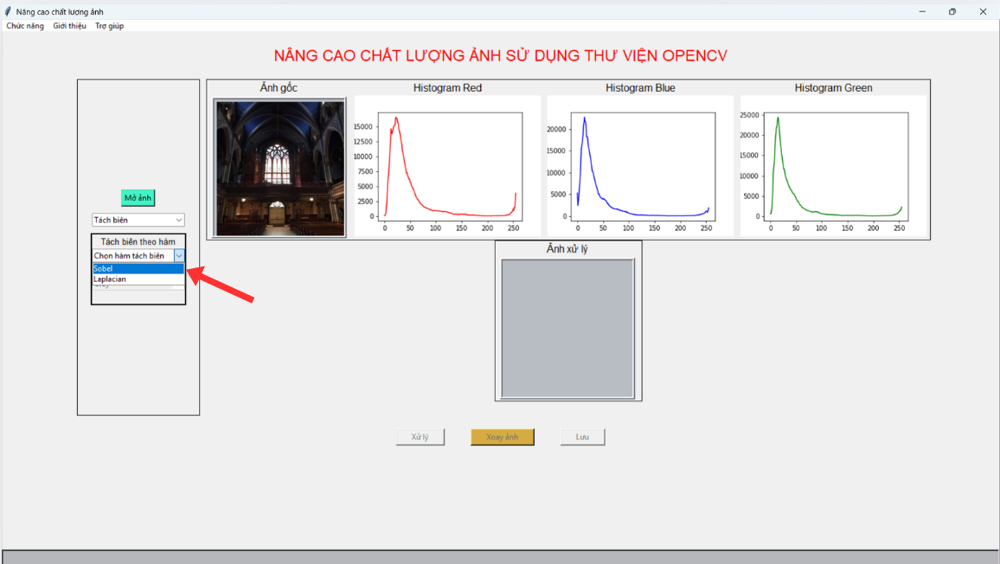 Nâng cao chất lượng ảnh
Chức năng Giới thiệu Trợ giúp
NÂNG CAO CHẤT LƯỢNG ẢNH SỬ DỤNG THƯ VIỆN OPENCV
Ảnh gốc
Histogram Red
Histogram Blue
Histogram Green
15000
12500
10000
7500
5000
2500
0
0 50 100 150 200 250
20000
15000
10000
5000
0
0 50 100 150 200 250
25000
20000
15000
10000
5000
0
0 50 100 150 200 250
Mở ảnh
Tách biên
Tách biên theo hàm
Chọn hàm tách biên
Sobel
Laplacian
Ảnh xử lý
Xử lý
Xoay ảnh
Lưu